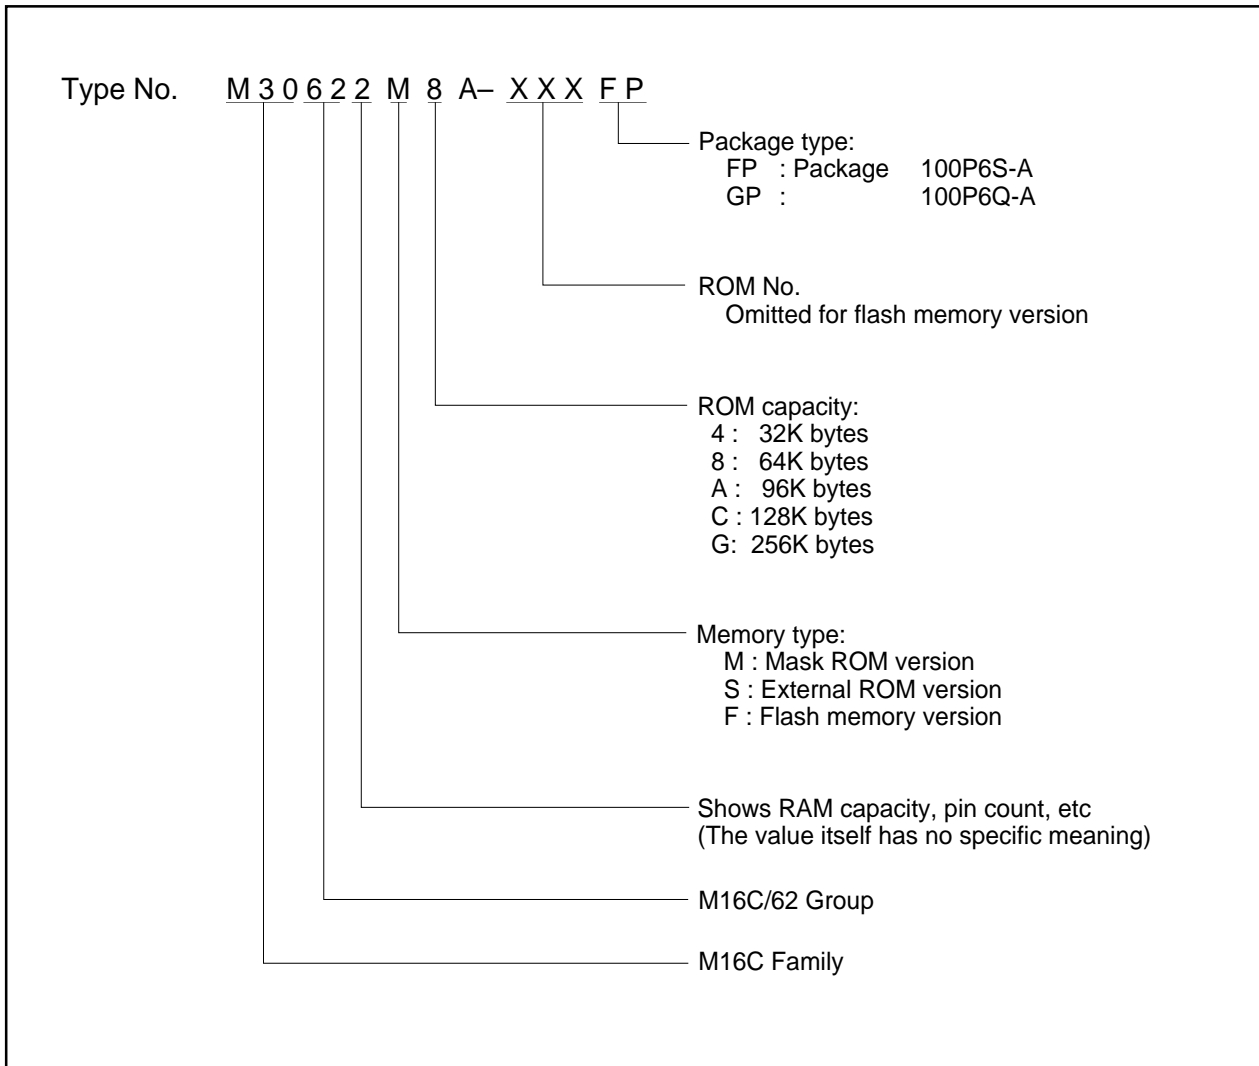 Type No. M 3 0 6 2 2 M 8 A– X X X F P
Package type:
FP : Package 100P6S-A
GP : 100P6Q-A
ROM No.
Omitted for flash memory version
ROM capacity:
4 : 32K bytes
8 : 64K bytes
A : 96K bytes
C : 128K bytes
G: 256K bytes
Memory type:
M : Mask ROM version
S : External ROM version
F : Flash memory version
Shows RAM capacity, pin count, etc
(The value itself has no specific meaning)
M16C/62 Group
M16C Family